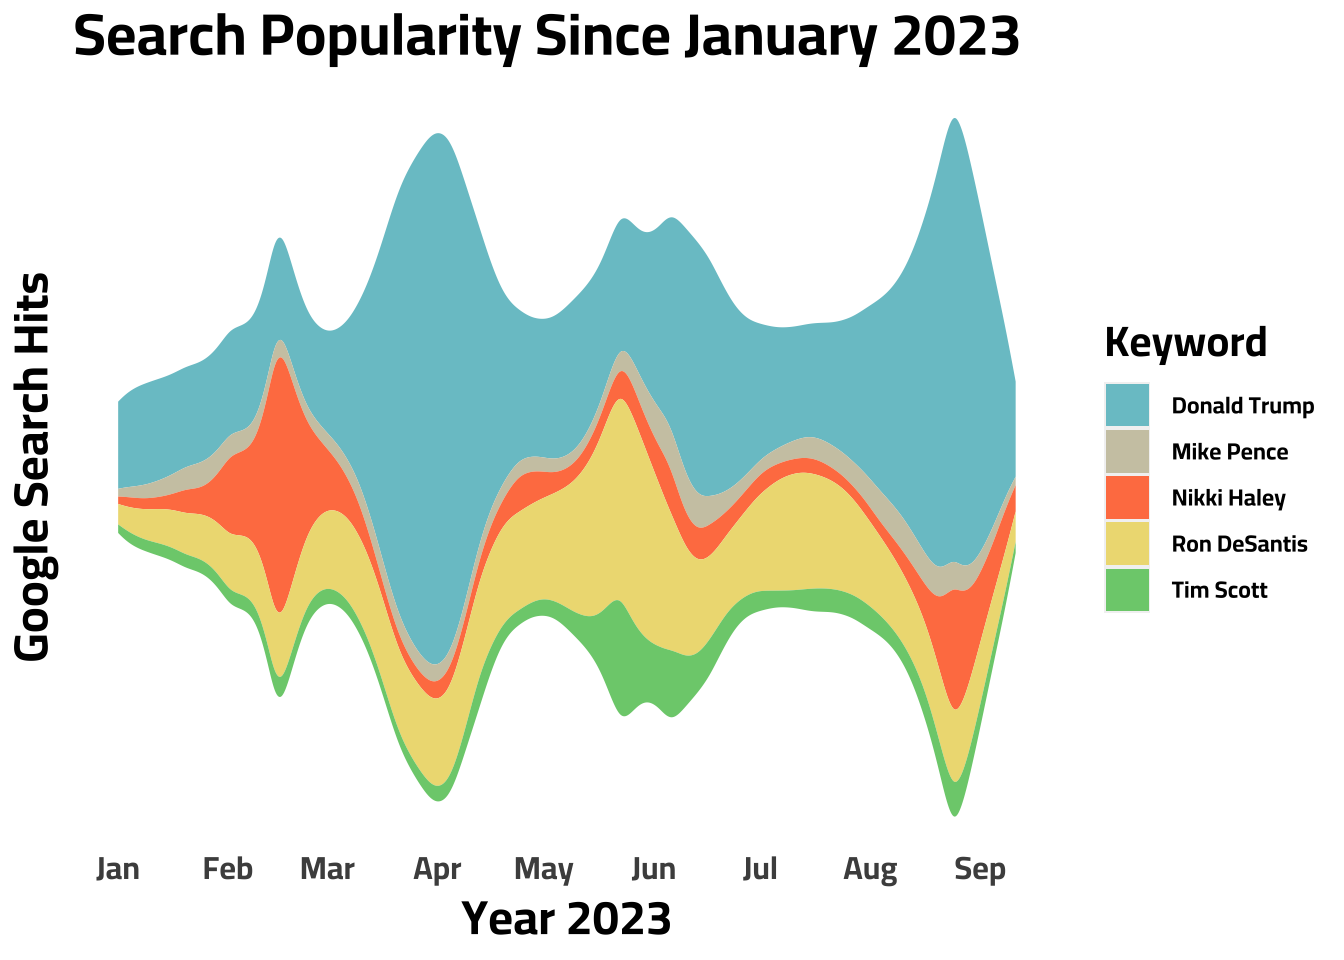 Search Popularity Since January 2023
Google Search Hits
Keyword
Donald Trump
Mike Pence
Nikki Haley
Ron DeSantis
Tim Scott
Jan Feb Mar Apr May Jun Jul Aug Sep
Year 2023